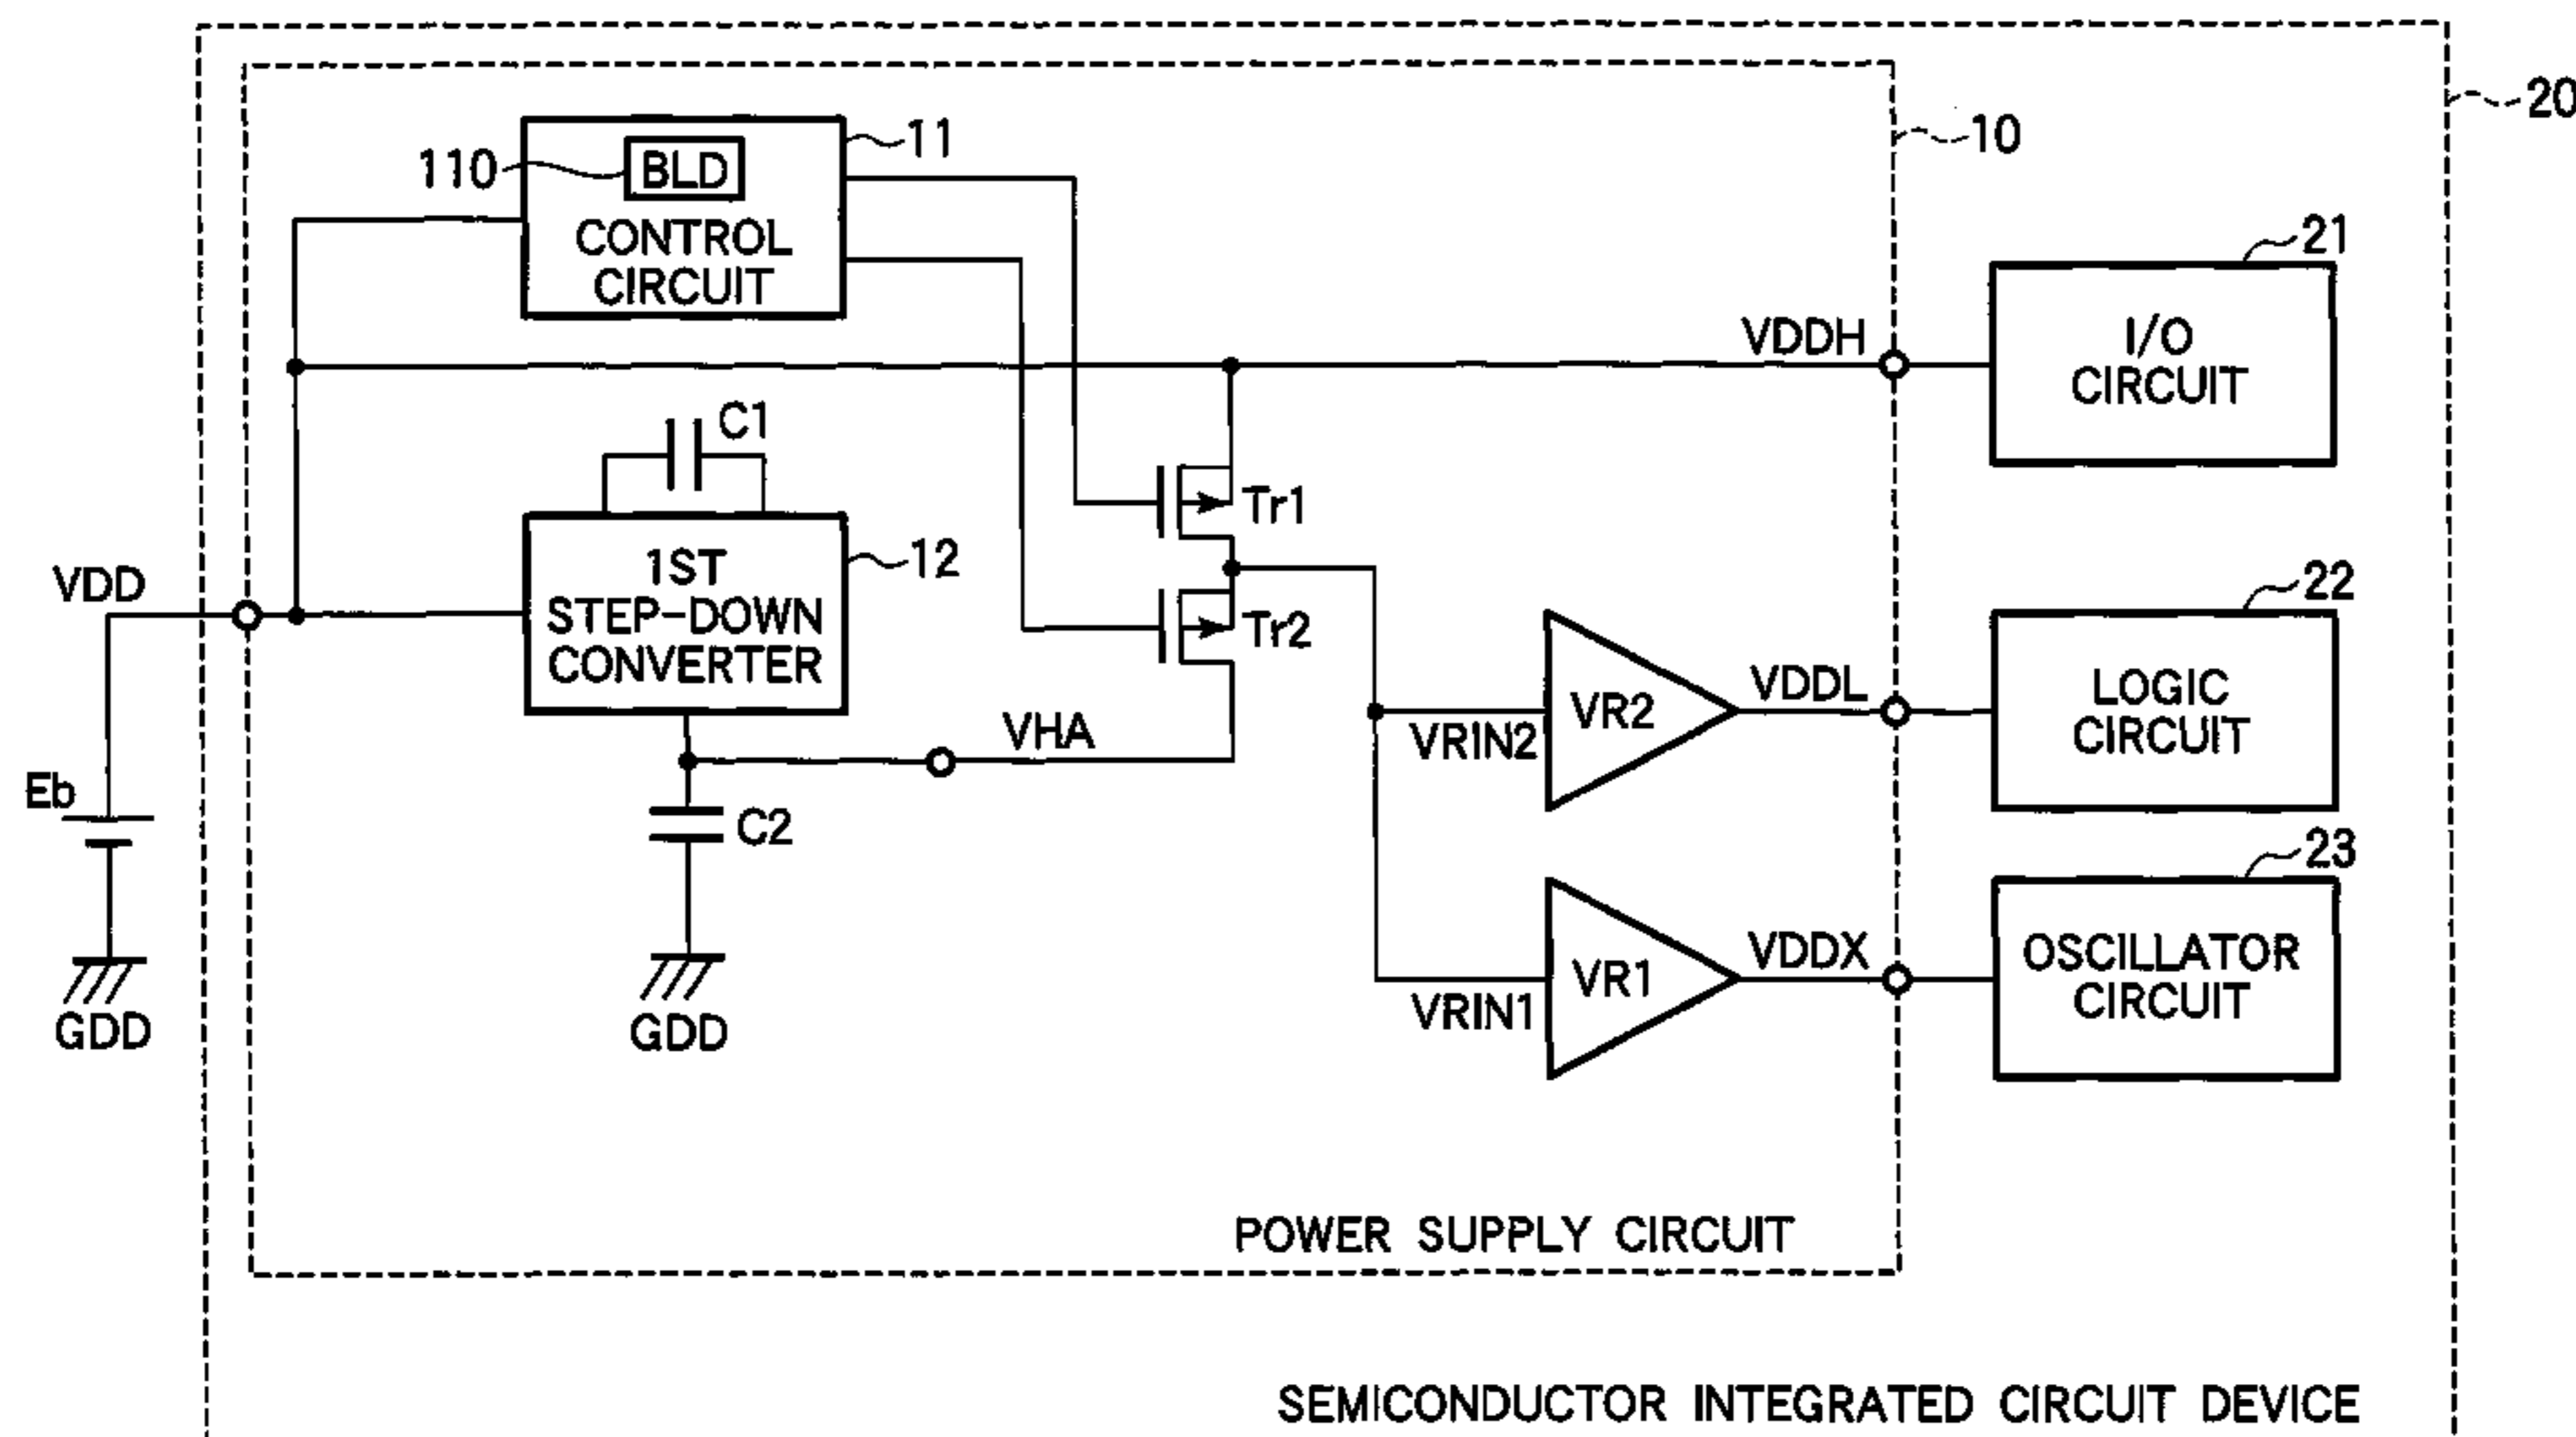 20
10
11
110
BLD
CONTROL
CIRCUIT
21
VDDH
I/O
CIRCUIT
C1
Tr1
12
1ST
STEP-DOWN
CONVERTER
VDD
22
Tr2
VR2
VDDL
LOGIC
CIRCUIT
VHA
VRIN2
Eb
C2
23
VR1
VDDX
OSCILLATOR
CIRCUIT
VRIN1
GDD
GDD
POWER SUPPLY CIRCUIT
SEMICONDUCTOR INTEGRATED CIRCUIT DEVICE